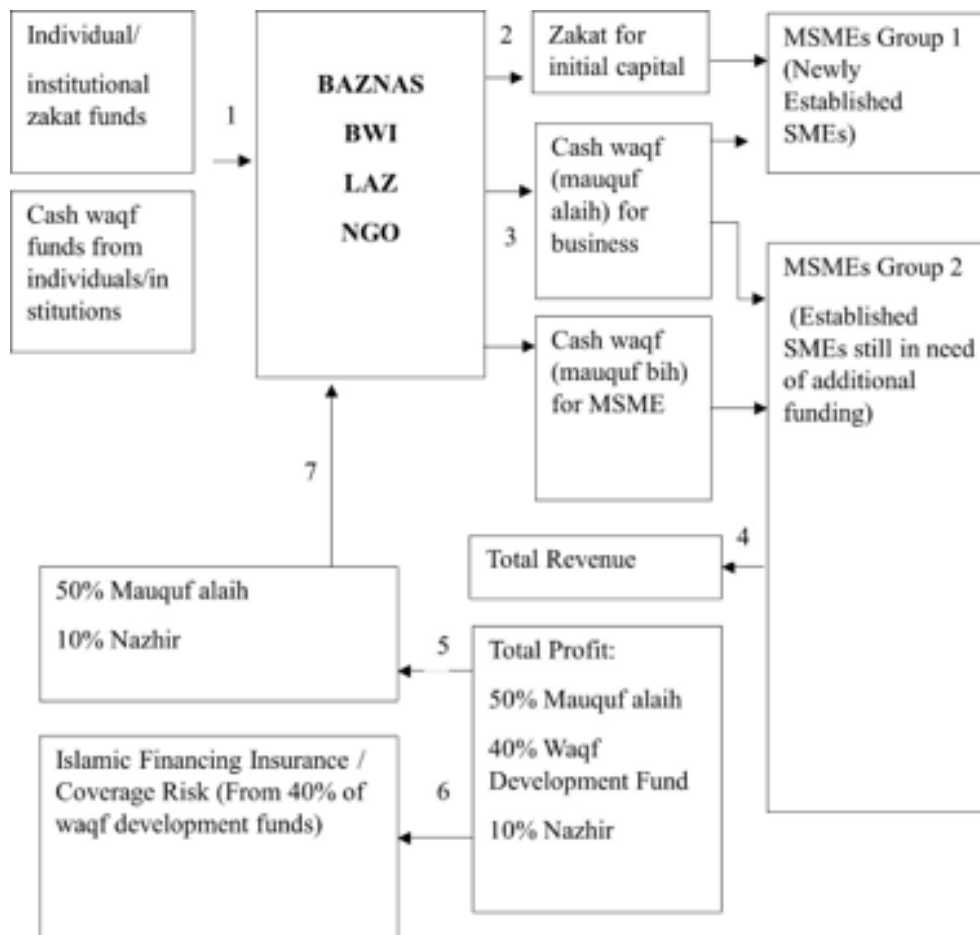 Individual/
institutional
zakat funds
Cash waqf
funds from
individuals/in
stitutions
1
BAZNAS
BWI
LAZ
NGO
2
Zakat for
initial capital
3
Cash waqf
(mauquf
alaih) for
business
Cash waqf
(mauquf bih)
for MSME
MSMEs Group 1
(Newly
Established
SMEs)
MSMEs Group 2
(Established
SMEs still in need
of additional
funding)
4
Total Revenue
Total Profit:
50% Mauquf alaih
40% Waqf
Development Fund
10% Nazhir
5
50% Mauquf alaih
10% Nazhir
6
Islamic Financing Insurance /
Coverage Risk (From 40% of
waqf development funds)
7